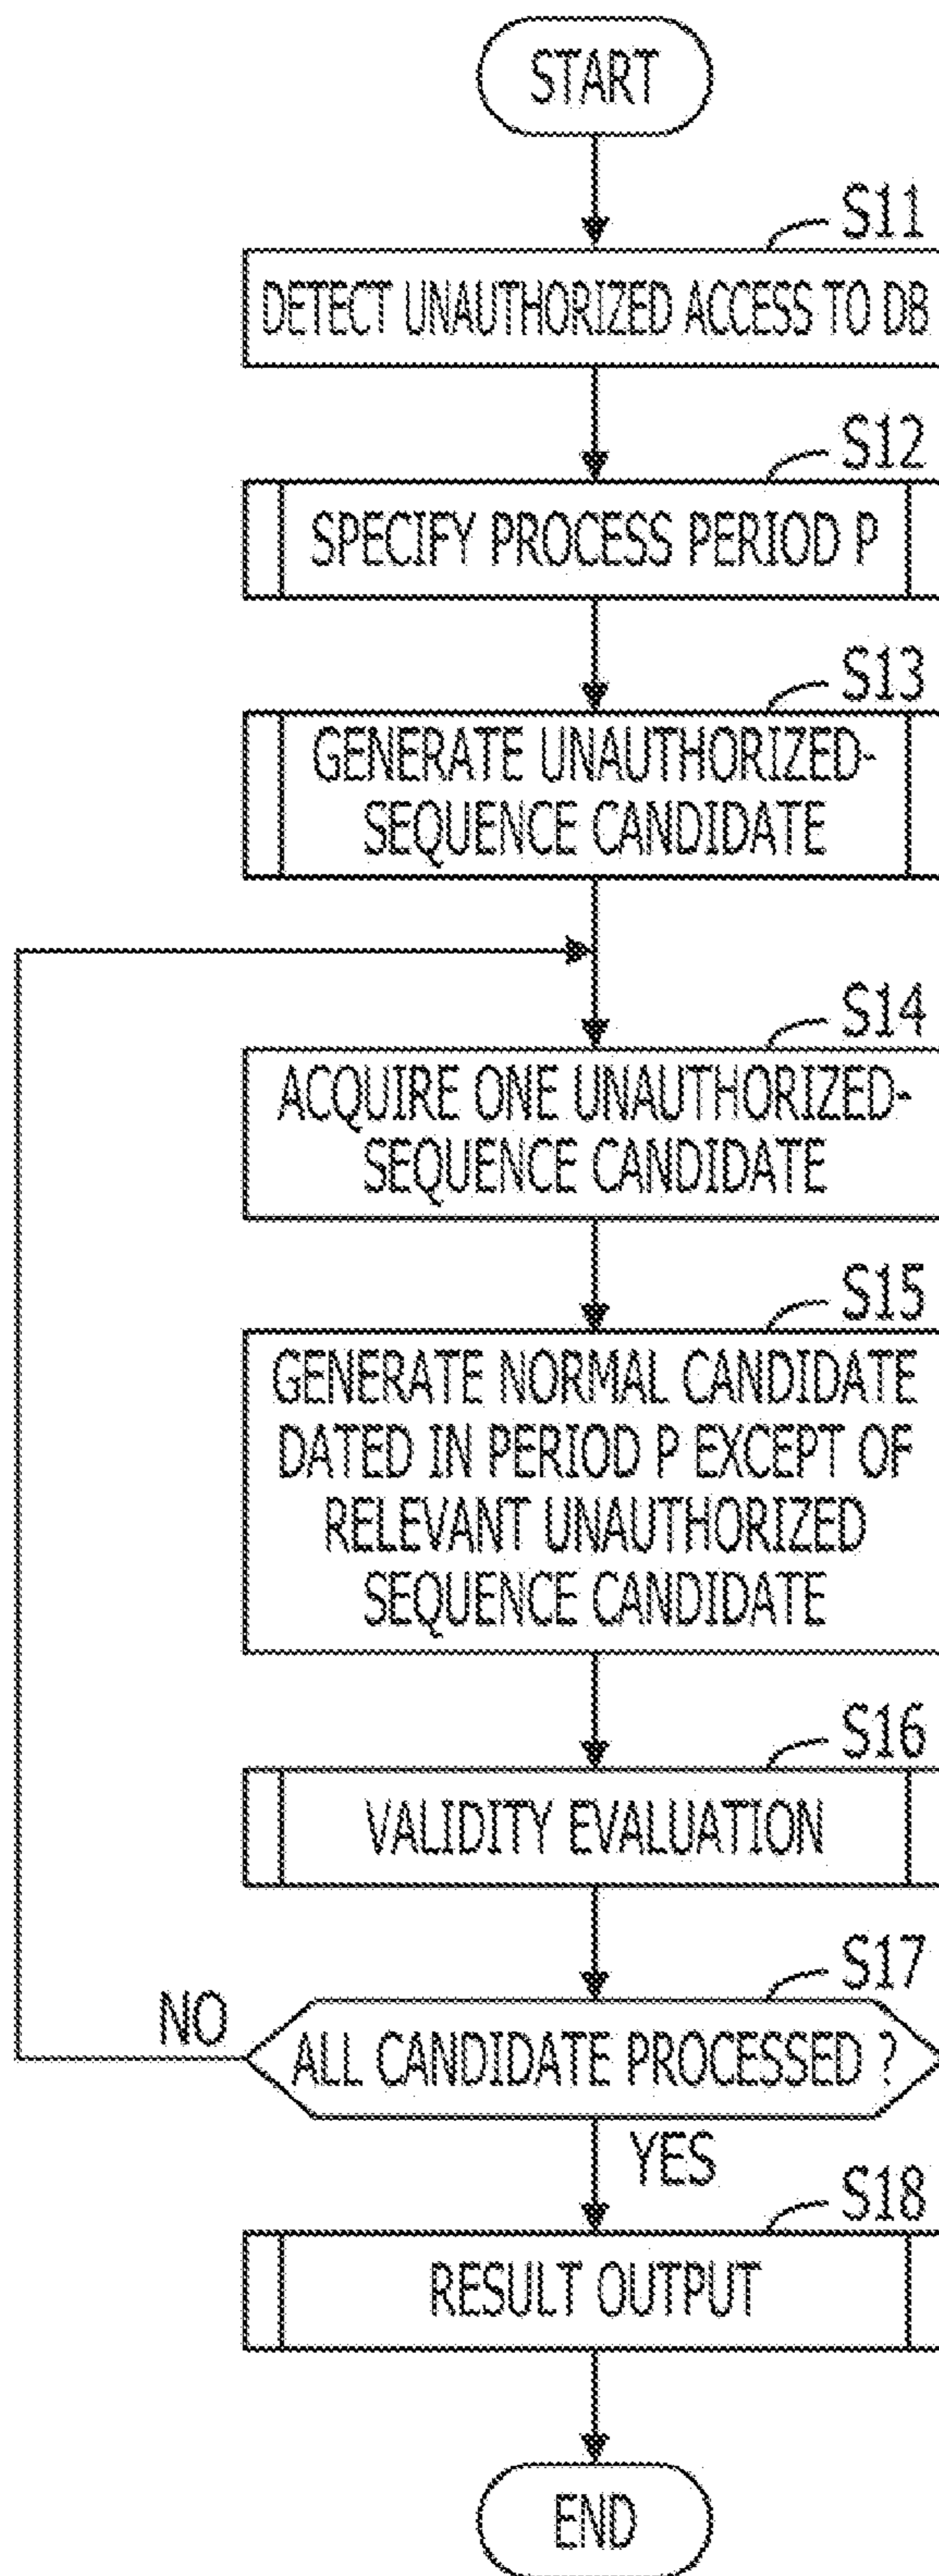 START
S11
DETECT UNAUTHORIZED ACCESS TO DB
S12
SPECIFY PROCESS PERIOD P
S13
GENERATE UNAUTHORIZED-
SEQUENCE CANDIDATE
S14
ACQUIRE ONE UNAUTHORIZED-
SEQUENCE CANDIDATE
S15
GENERATE NORMAL CANDIDATE
DATED IN PERIOD P EXCEPT OF
RELEVANT UNAUTHORIZED
SEQUENCE CANDIDATE
S16
VALIDITY EVALUATION
S17
NO
ALL CANDIDATE PROCESSED ?
YES
S18
RESULT OUTPUT
END